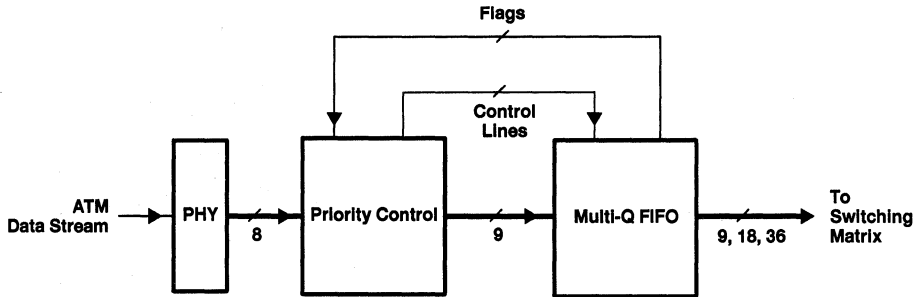 Flags
Control
Lines
ATM
Data Stream
PHY
8
Priority Control
9
Multi-Q FIFO
9, 18, 36
To
Switching
Matrix